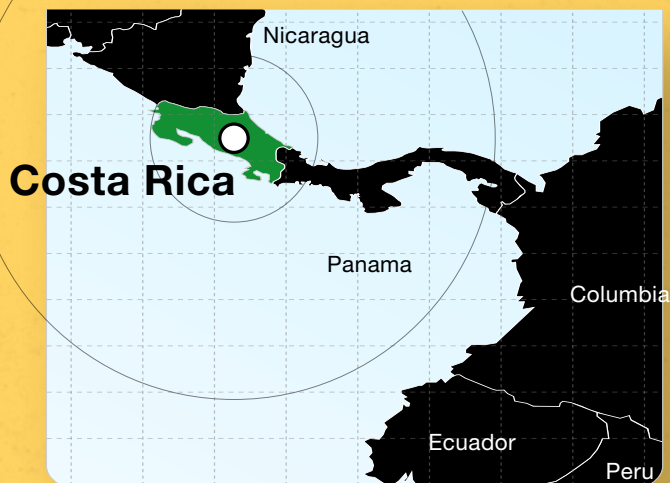 Nicaragua
Costa Rica
Panama
Columbia
Ecuador
Peru